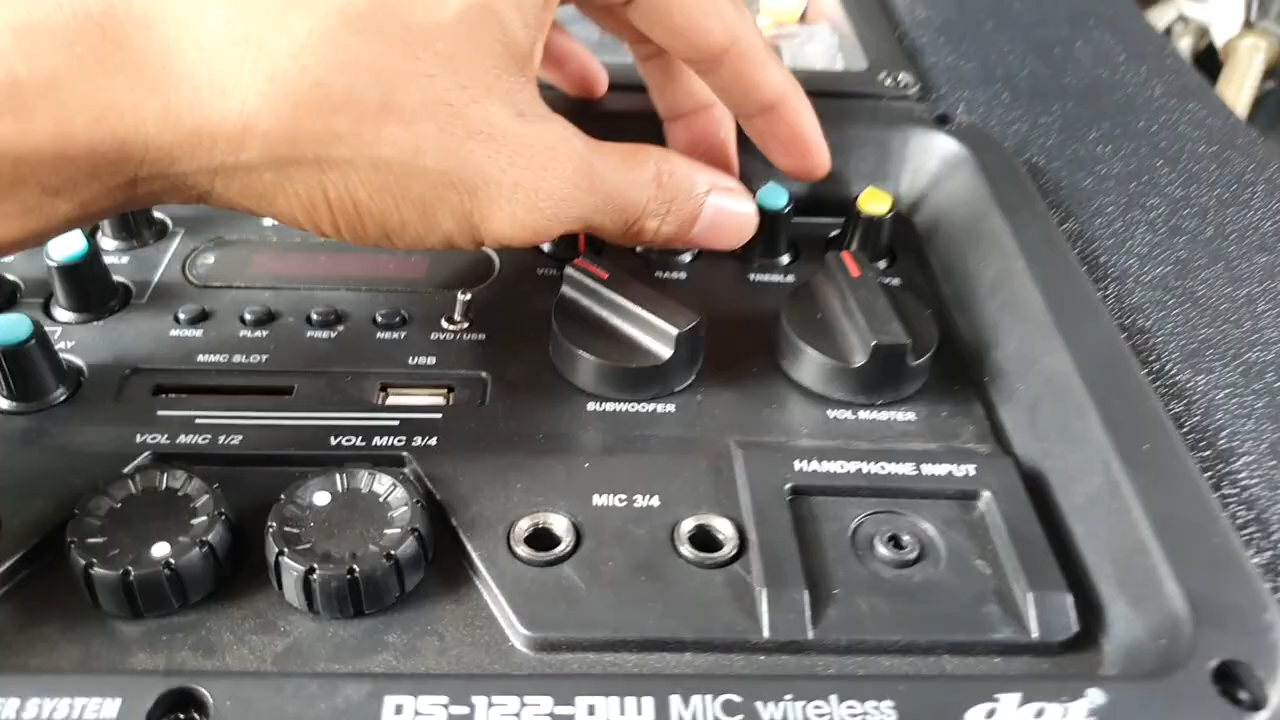 BASS
TREBLE
MODE
PLAY
PREV
NEXT
DVD / USB
MMC SLOT
USB
SUBWOOFER
VOL MASTER
VOL MIC 1/2
VOL MIC 3/4
HANDPHONE INPUT
MIC 3/4
SYSTEM
DS-122-DW MIC wireless
dat